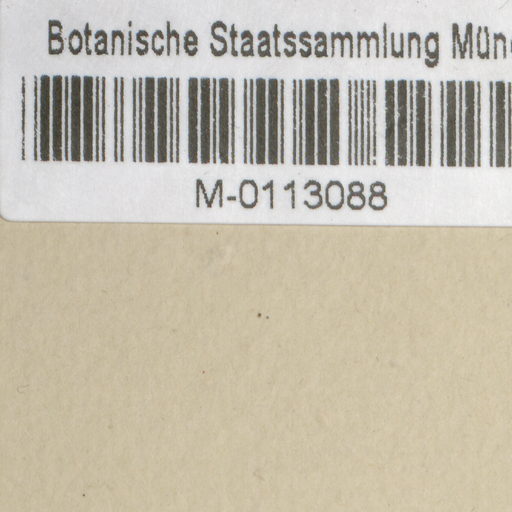 Botanische Staatssammlung Mün
M-0113088